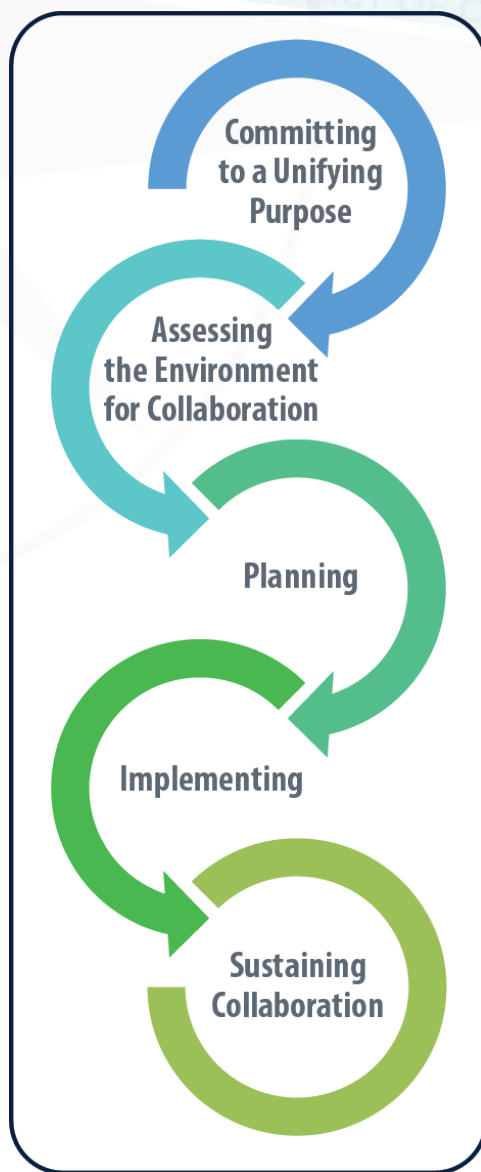 Committing
to a Unifying
Purpose
Assessing
the Environment
for Collaboration
Planning
Implementing
Sustaining
Collaboration